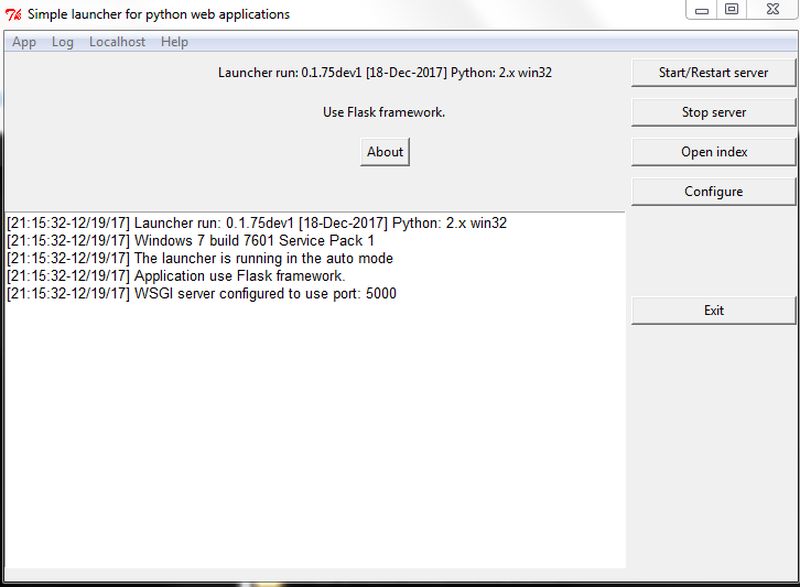 Simple launcher for python web applications
App Log Localhost Help
Launcher run: 0.1.75dev1 [18-Dec-2017] Python: 2.x win32
Use Flask framework.
About
Start/Restart server
Stop server
Open index
Configure
Exit
[21:15:32-12/19/17] Launcher run: 0.1.75dev1 [18-Dec-2017] Python: 2.x win32
[21:15:32-12/19/17] Windows 7 build 7601 Service Pack 1
[21:15:32-12/19/17] The launcher is running in the auto mode
[21:15:32-12/19/17] Application use Flask framework.
[21:15:32-12/19/17] WSGI server configured to use port: 5000